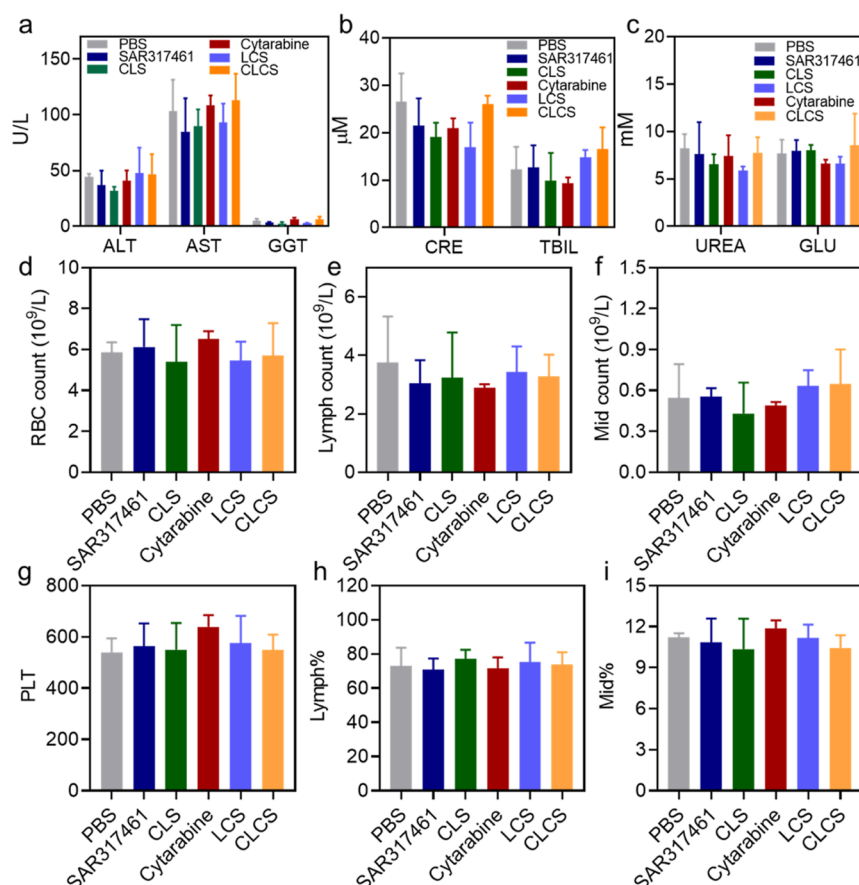 a
U/L
150
100
50
0
PBS
SAR317461
CLS
Cytarabine
LCS
CLCS
ALT AST GGT
b
μM
40
30
20
10
0
PBS
SAR317461
CLS
Cytarabine
LCS
CLCS
CRE TBIL
c
mM
20
15
10
5
0
PBS
SAR317461
CLS
LCS
Cytarabine
CLCS
UREA GLU
d
RBC count (10⁹/L)
10
8
6
4
2
0
PBS
SAR317461
CLS
Cytarabine
LCS
CLCS
e
Lymph count (10⁹/L)
6
4
2
0
PBS
SAR317461
CLS
Cytarabine
LCS
CLCS
f
Mid count (10⁹/L)
1.5
1.2
0.9
0.6
0.3
0.0
PBS
SAR317461
CLS
Cytarabine
LCS
CLCS
g
PLT
800
600
400
200
0
PBS
SAR317461
CLS
Cytarabine
LCS
CLCS
h
Lymph%
120
100
80
60
40
20
0
PBS
SAR317461
CLS
Cytarabine
LCS
CLCS
i
Mid%
15
12
9
6
3
0
PBS
SAR317461
CLS
Cytarabine
LCS
CLCS